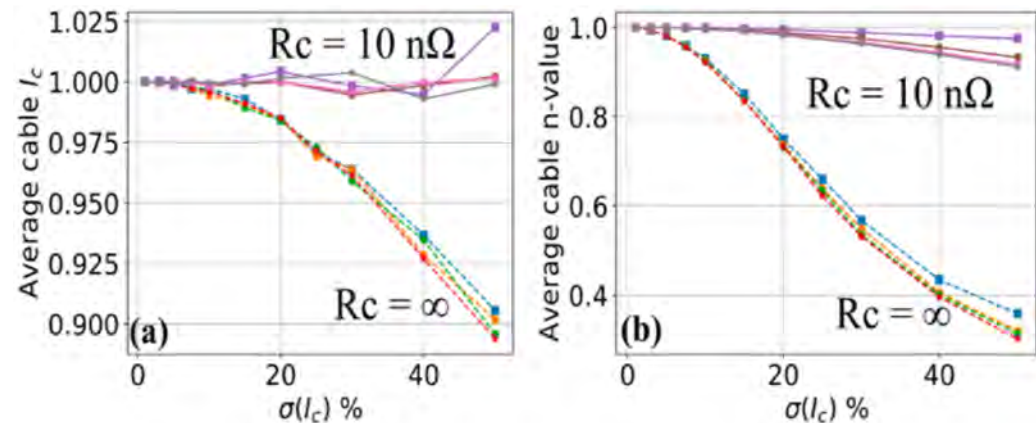 Average cable I_c
1.025
1.000
0.975
0.950
0.925
0.900
Rc = 10 nΩ
Rc = ∞
(a)
0 20 40
σ(I_c) %
Average cable n-value
1.0
0.8
0.6
0.4
Rc = 10 nΩ
Rc = ∞
(b)
0 20 40
σ(I_c) %